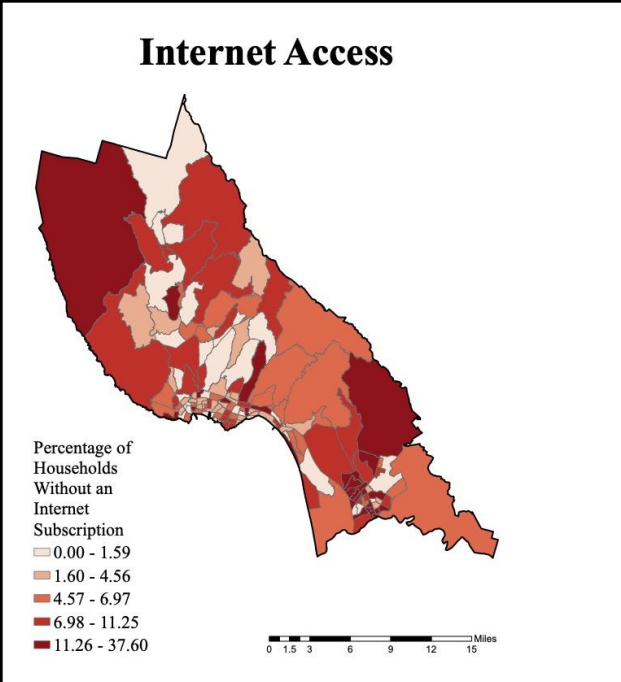 Internet Access
Percentage of
Households
Without an
Internet
Subscription
0.00 - 1.59
1.60 - 4.56
4.57 - 6.97
6.98 - 11.25
11.26 - 37.60
Miles
0 1.5 3 6 9 12 15